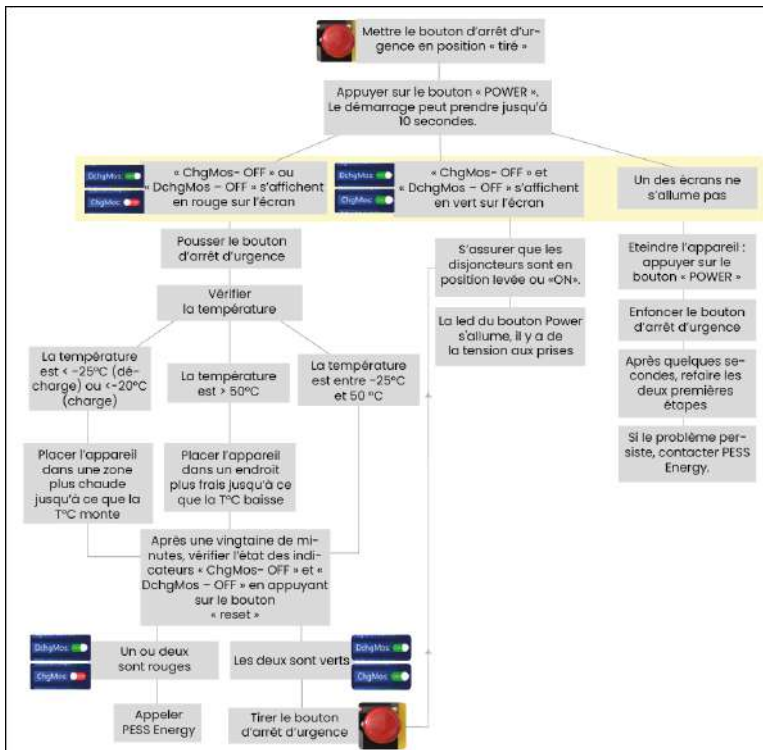 Mettre le bouton d'arrêt d'ur-
gence en position « tiré »
Appuyer sur le bouton « POWER ».
Le démarrage peut prendre jusqu'à
10 secondes.
DchgMos
ChgMos
« ChgMos- OFF » ou
« DchgMos – OFF » s'affichent
en rouge sur l'écran
DchgMos
ChgMos
« ChgMos- OFF » et
« DchgMos – OFF » s'affichent
en vert sur l'écran
Un des écrans ne
s'allume pas
Pousser le bouton
d'arrêt d'urgence
S'assurer que les
disjoncteurs sont en
position levée ou «ON».
Eteindre l'appareil :
appuyer sur le
bouton « POWER »
Vérifier
la température
La led du bouton Power
s'allume, il y a de
la tension aux prises
Enfoncer le bouton
d'arrêt d'urgence
La température
est < -25°C (dé-
charge) ou <-20°C
(charge)
La température
est > 50°C
La température
est entre -25°C
et 50 °C
Après quelques se-
condes, refaire les
deux premières
étapes
Placer l'appareil
dans une zone
plus chaude
jusqu'à ce que la
T°C monte
Placer l'appareil
dans un endroit
plus frais jusqu'à ce
que la T°C baisse
Si le problème per-
siste, contacter PESS
Energy.
Après une vingtaine de mi-
nutes, vérifier l'état des indi-
cateurs « ChgMos- OFF » et «
DchgMos – OFF » en appuyant
sur le bouton
« reset »
DchgMos
ChgMos
Un ou deux
sont rouges
Les deux sont verts
DchgMos
ChgMos
Appeler
PESS Energy
Tirer le bouton
d'arrêt d'urgence